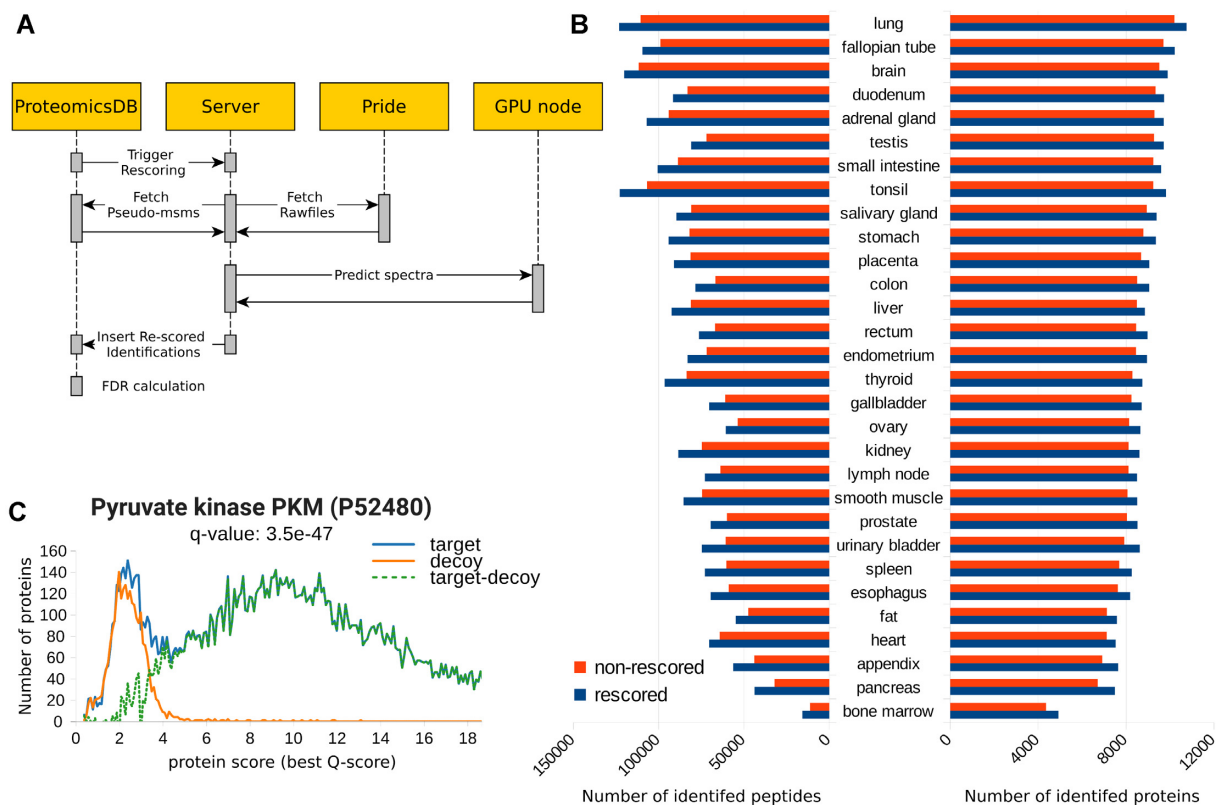 A
ProteomicsDB
Server
Pride
GPU node
Trigger
Rescoring
Fetch
Pseudo-msms
Fetch
Rawfiles
Predict spectra
Insert Re-scored
Identifications
FDR calculation
B
lung
fallopian tube
brain
duodenum
adrenal gland
testis
small intestine
tonsil
salivary gland
stomach
placenta
colon
liver
rectum
endometrium
thyroid
gallbladder
ovary
kidney
lymph node
smooth muscle
prostate
urinary bladder
spleen
esophagus
fat
heart
appendix
pancreas
bone marrow
non-rescored
rescored
150000
100000
50000
0
0
4000
8000
12000
Number of identifed peptides
Number of identifed proteins
C
Pyruvate kinase PKM (P52480)
q-value: 3.5e-47
target
decoy
target-decoy
Number of proteins
160
140
120
100
80
60
40
20
0
0 2 4 6 8 10 12 14 16 18
protein score (best Q-score)